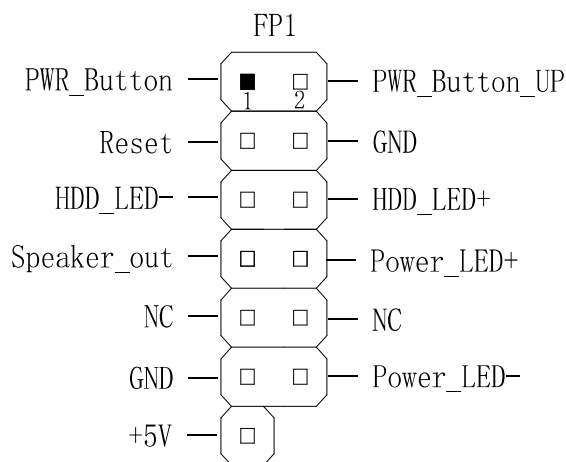 FP1
PWR_Button PWR_Button_UP
1 2
Reset GND
HDD_LED- HDD_LED+
Speaker_out Power_LED+
NC NC
GND Power_LED-
+5V